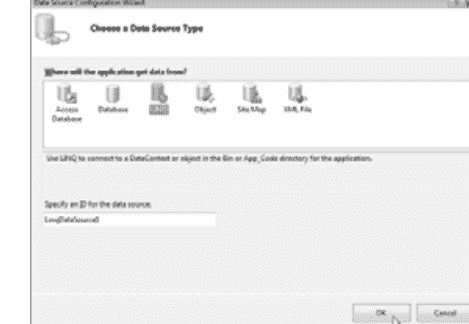 Data Source Configuration Wizard
Choose a Data Source Type
Where will the application get data from?
Access Database
Database
LINQ
Object
Site Map
XML File
Use LINQ to connect to a DataContext or object in the Bin or App_Code directory for the application.
Specify an ID for the data source:
LinqDataSource1
OK
Cancel